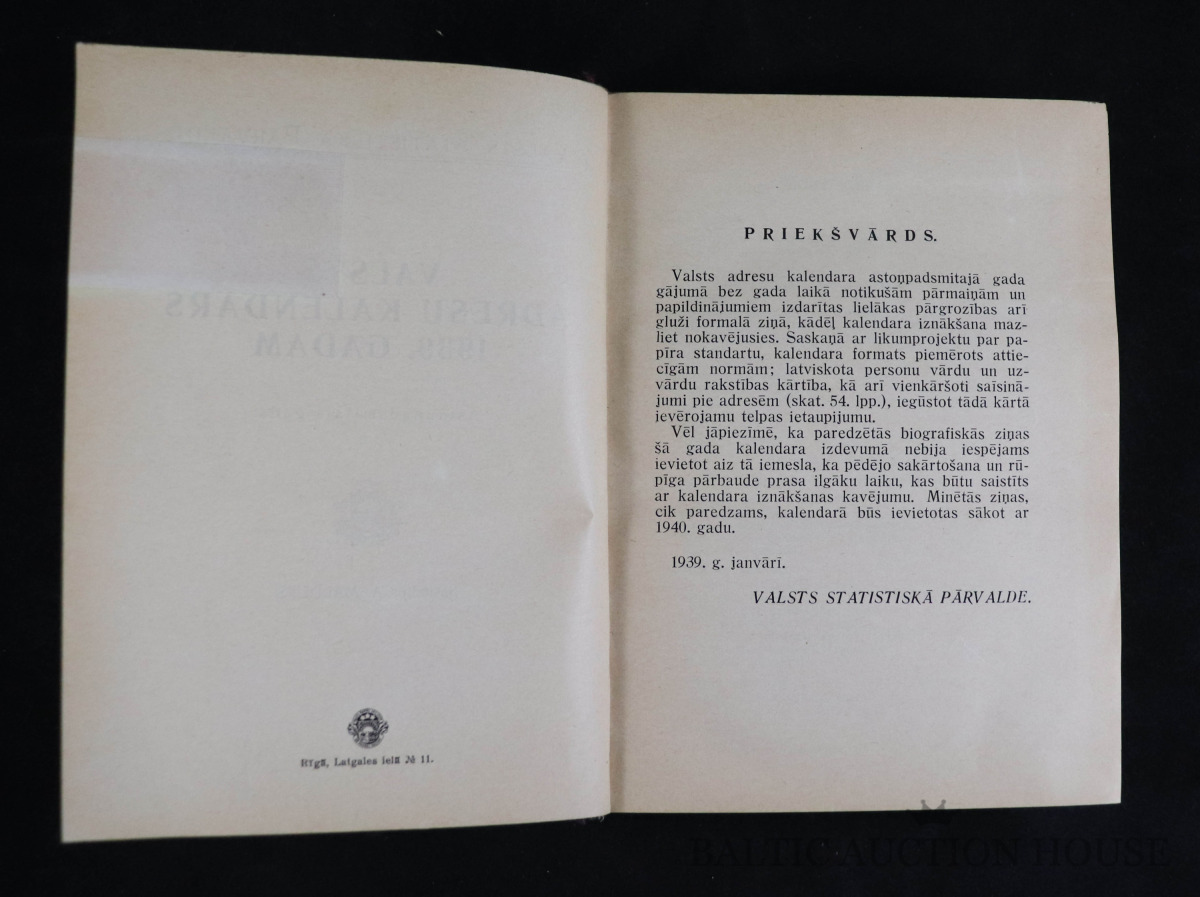 VALSTS
ADRESU KALENDARS
1939. GADAM
Rīgā, Latgales ielā № 11.
PRIEKŠVĀRDS.
Valsts adresu kalendara astoņpadsmitajā gada
gājumā bez gada laikā notikušām pārmaiņām un
papildinājumiem izdarītas lielākas pārgrozības arī
gluži formalā ziņā, kādēļ kalendara iznākšana maz-
liet nokavējusies. Saskaņā ar likumprojektu par pa-
pīra standartu, kalendara formats piemērots attie-
cīgām normām; latviskota personu vārdu un uz-
vārdu rakstības kārtība, kā arī vienkāršoti saīsinā-
jumi pie adresēm (skat. 54. lpp.), iegūstot tādā kārtā
ievērojamu telpas ietaupijumu.
Vēl jāpiezīmē, ka paredzētās biografiskās ziņas
šā gada kalendara izdevumā nebija iespējams
ievietot aiz tā iemesla, ka pēdējo sakārtošana un rū-
pīga pārbaude prasa ilgāku laiku, kas būtu saistīts
ar kalendara iznākšanas kavējumu. Minētās ziņas,
cik paredzams, kalendarā būs ievietotas sākot ar
1940. gadu.
1939. g. janvārī.
VALSTS STATISTISKĀ PĀRVALDE.
BALTIC AUCTION HOUSE